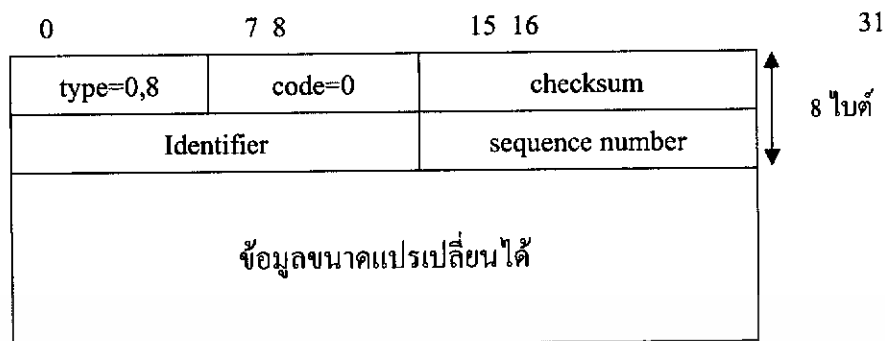 0 7 8 15 16 31
type=0,8 code=0 checksum
8 ไบต์
Identifier sequence number
ข้อมูลขนาดแปรเปลี่ยนได้